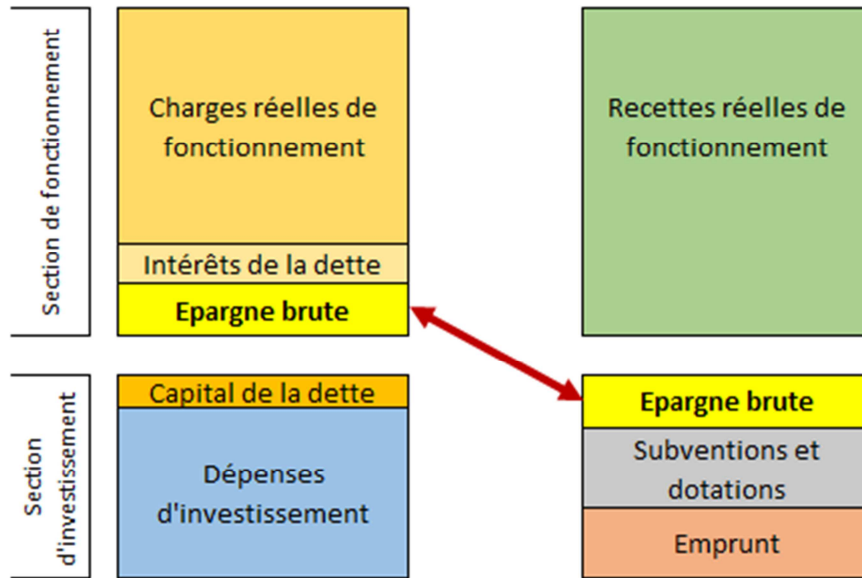 Section de fonctionnement
Charges réelles de
fonctionnement
Intérêts de la dette
Epargne brute
Recettes réelles de
fonctionnement
Section
d'investissement
Capital de la dette
Dépenses
d'investissement
Epargne brute
Subventions et
dotations
Emprunt